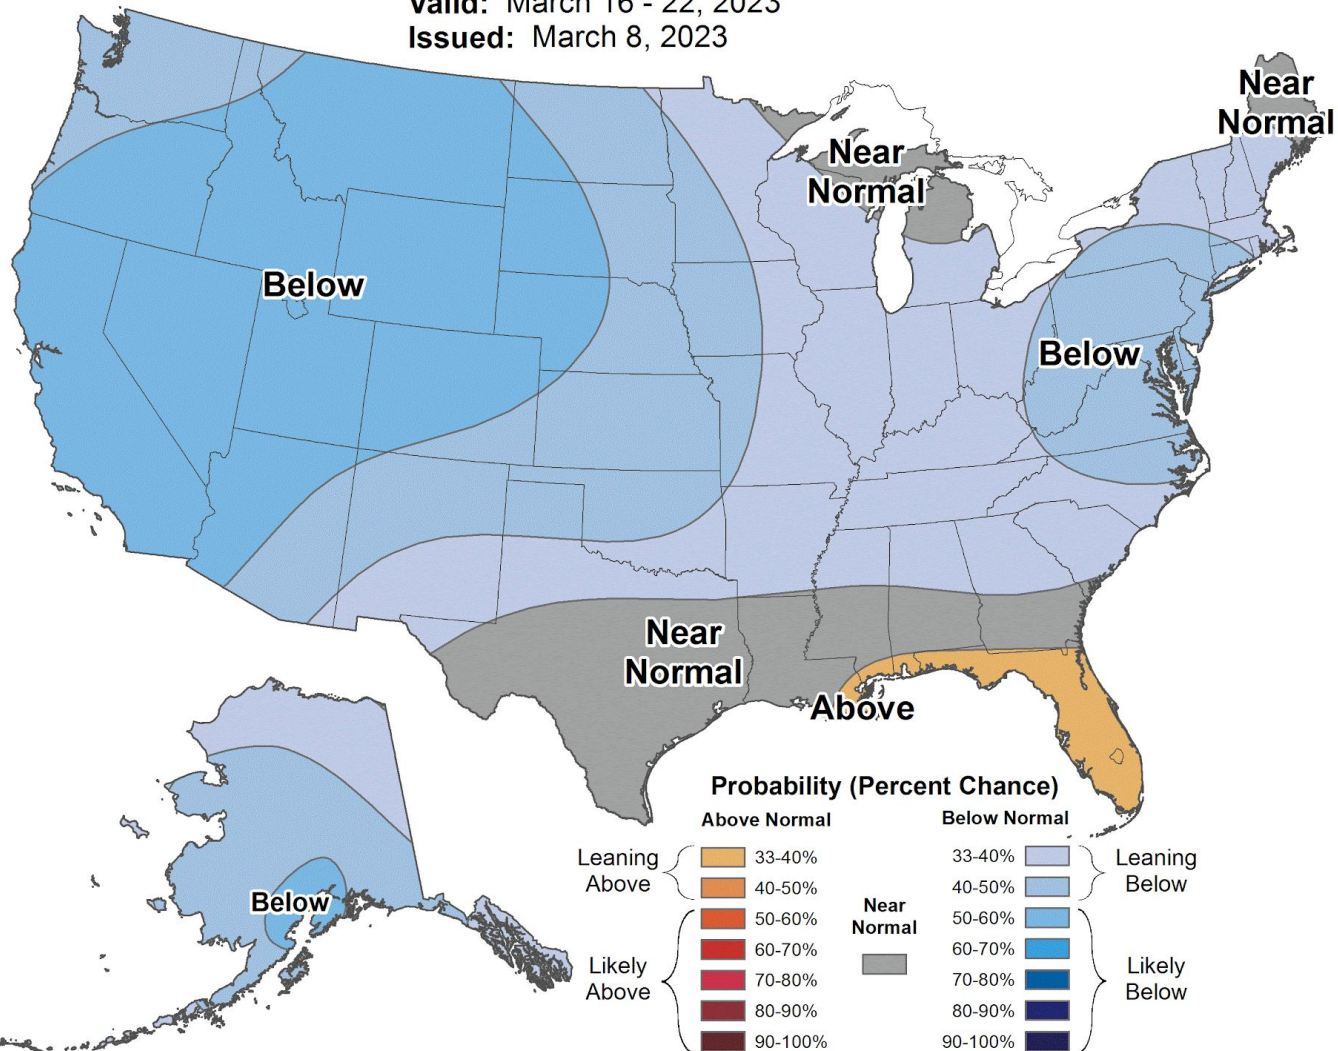 Valid: March 16 - 22, 2023
Issued: March 8, 2023
Near
Normal
Near
Normal
Below
Below
Near
Normal
Above
Below
Probability (Percent Chance)
Above Normal
Below Normal
Leaning
Above
33-40%
40-50%
Likely
Above
50-60%
60-70%
70-80%
80-90%
90-100%
Near
Normal
33-40%
40-50%
Leaning
Below
50-60%
60-70%
70-80%
80-90%
90-100%
Likely
Below